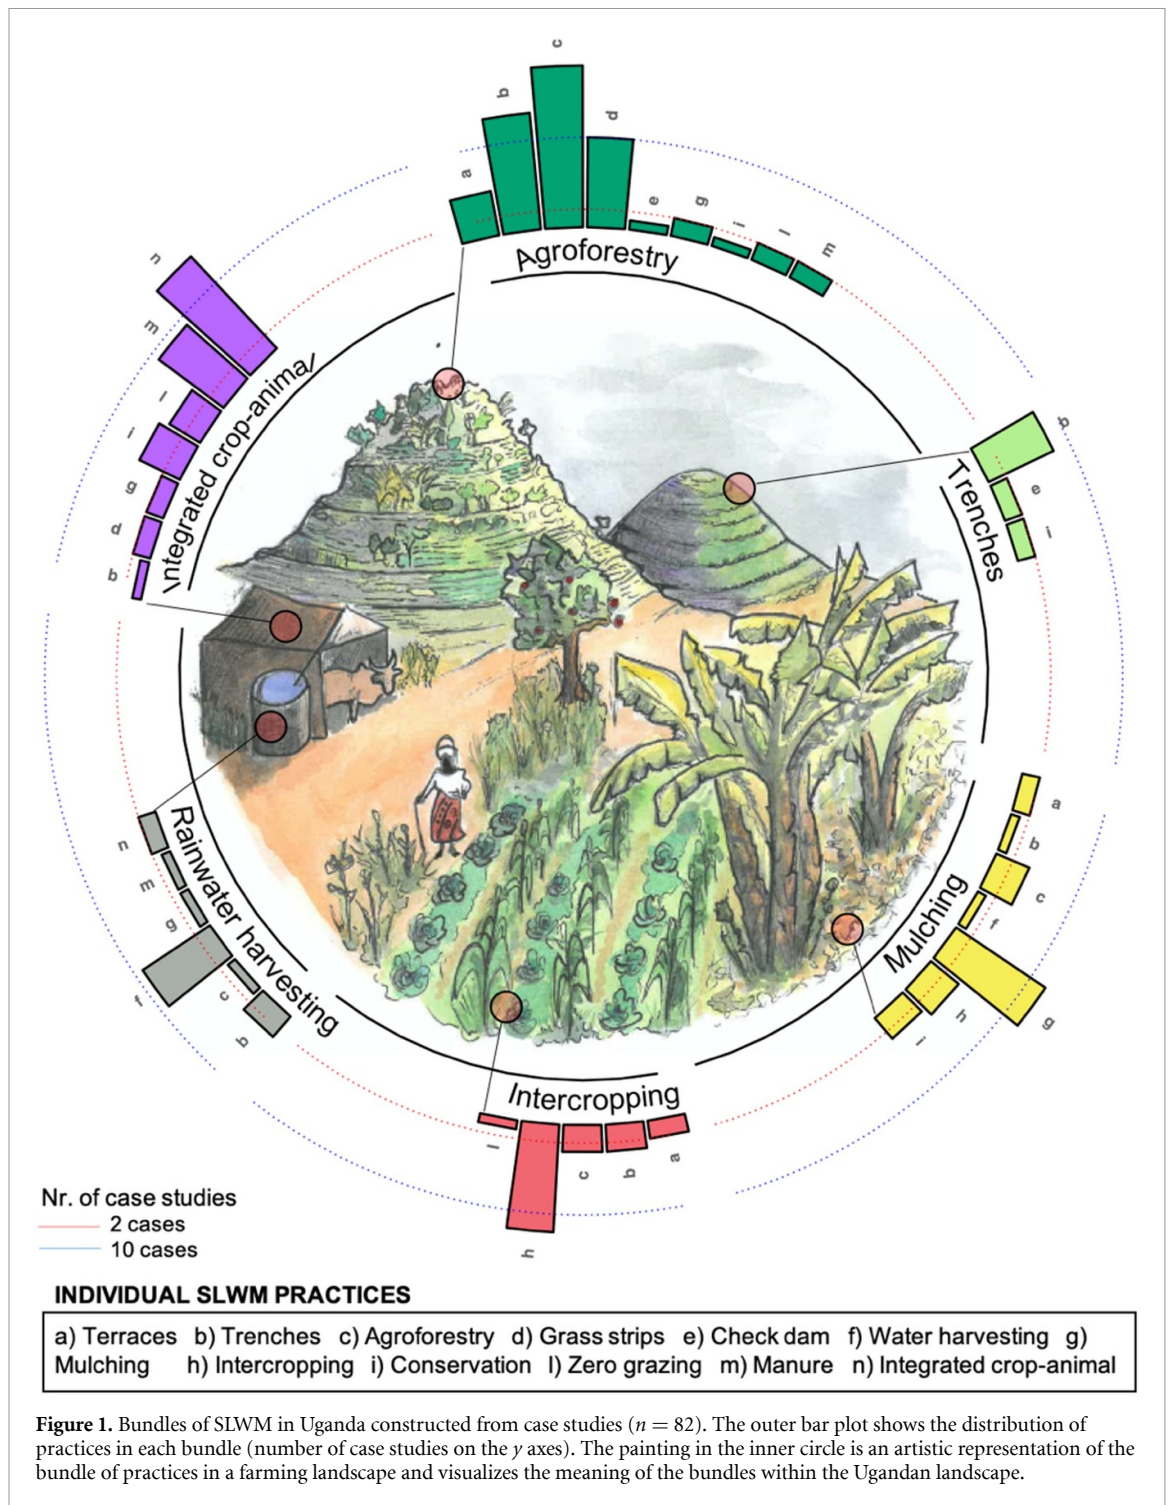 c
b
d
a
e
g
i
l
m
Agroforestry
n
m
l
i
g
d
b
Integrated crop-animal
b
e
l
Trenches
a
b
c
f
g
h
i
Mulching
n
m
g
f
c
b
Rainwater harvesting
Intercropping
l
h
c
b
a
Nr. of case studies
2 cases
10 cases
INDIVIDUAL SLWM PRACTICES
a) Terraces b) Trenches c) Agroforestry d) Grass strips e) Check dam f) Water harvesting g)
Mulching h) Intercropping i) Conservation l) Zero grazing m) Manure n) Integrated crop-animal
Figure 1. Bundles of SLWM in Uganda constructed from case studies (n = 82). The outer bar plot shows the distribution of
practices in each bundle (number of case studies on the y axes). The painting in the inner circle is an artistic representation of the
bundle of practices in a farming landscape and visualizes the meaning of the bundles within the Ugandan landscape.